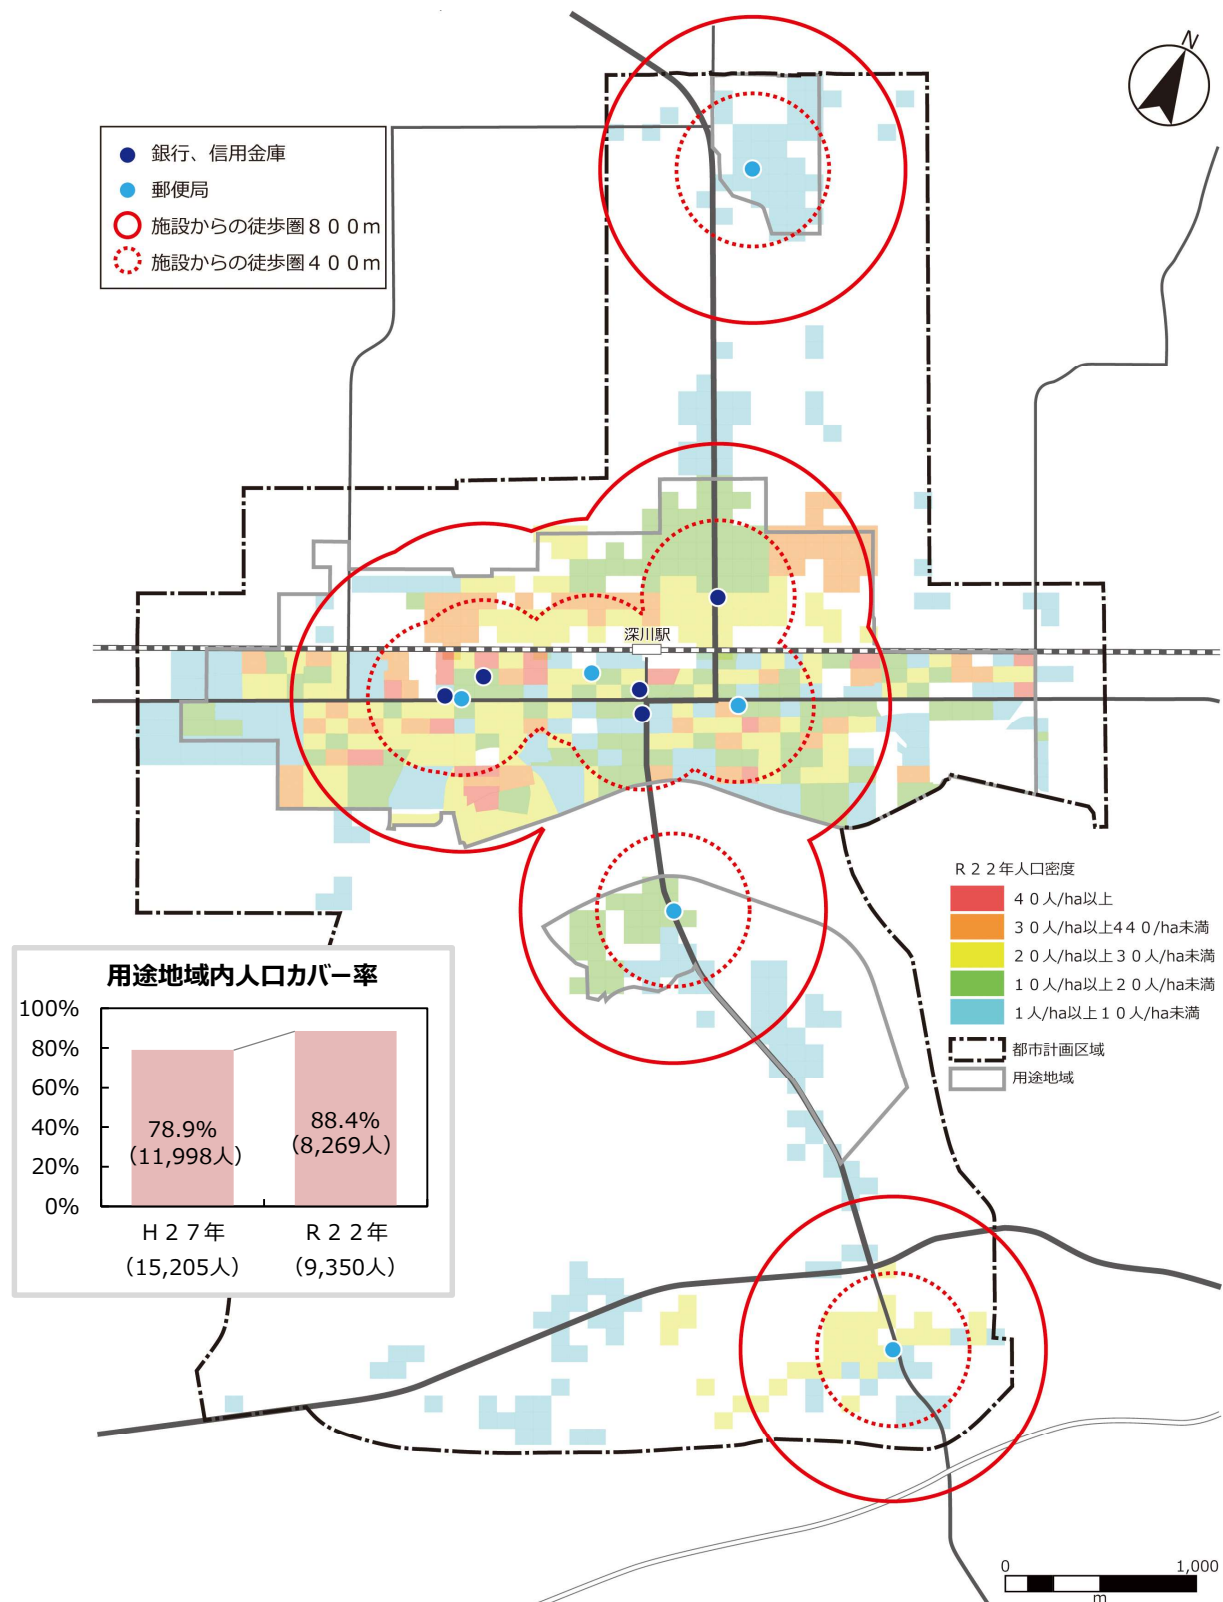 N
銀行、信用金庫
郵便局
施設からの徒歩圏８００ｍ
施設からの徒歩圏４００ｍ
深川駅
Ｒ２２年人口密度
４０人/ha以上
３０人/ha以上４４０/ha未満
２０人/ha以上３０人/ha未満
１０人/ha以上２０人/ha未満
１人/ha以上１０人/ha未満
都市計画区域
用途地域
用途地域内人口カバー率
100%
80%
60%
40%
20%
0%
78.9%
（11,998人）
88.4%
（8,269人）
Ｈ２７年
（15,205人）
Ｒ２２年
（9,350人）
0 1,000
m